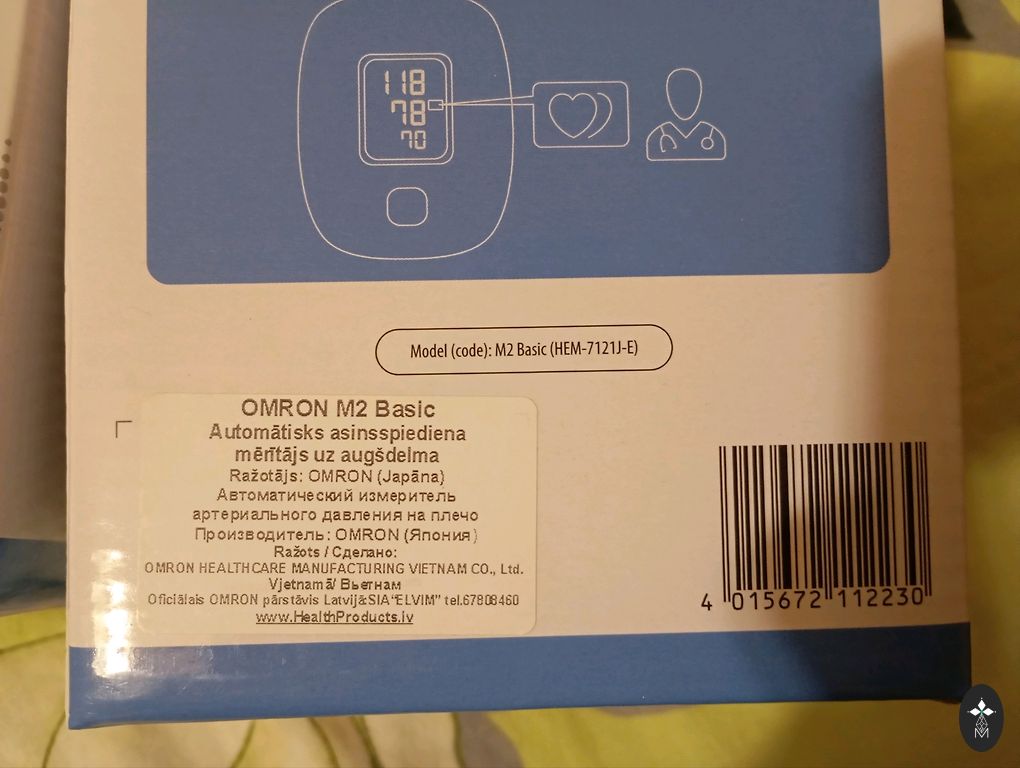 118
78
70
Model (code): M2 Basic (HEM-7121J-E)
OMRON M2 Basic
Automātisks asinsspiediena
mērītājs uz augšdelma
Ražotājs: OMRON (Japāna)
Автоматический измеритель
артериального давления на плечо
Производитель: OMRON (Япония)
Ražots / Сделано:
OMRON HEALTHCARE MANUFACTURING VIETNAM CO., Ltd.
Vjetnamā/ Вьетнам
Oficiālais OMRON pārstāvis Latvijā:SIA"ELVIM" tel.67808460
www.HealthProducts.lv
4 015672 112230
M